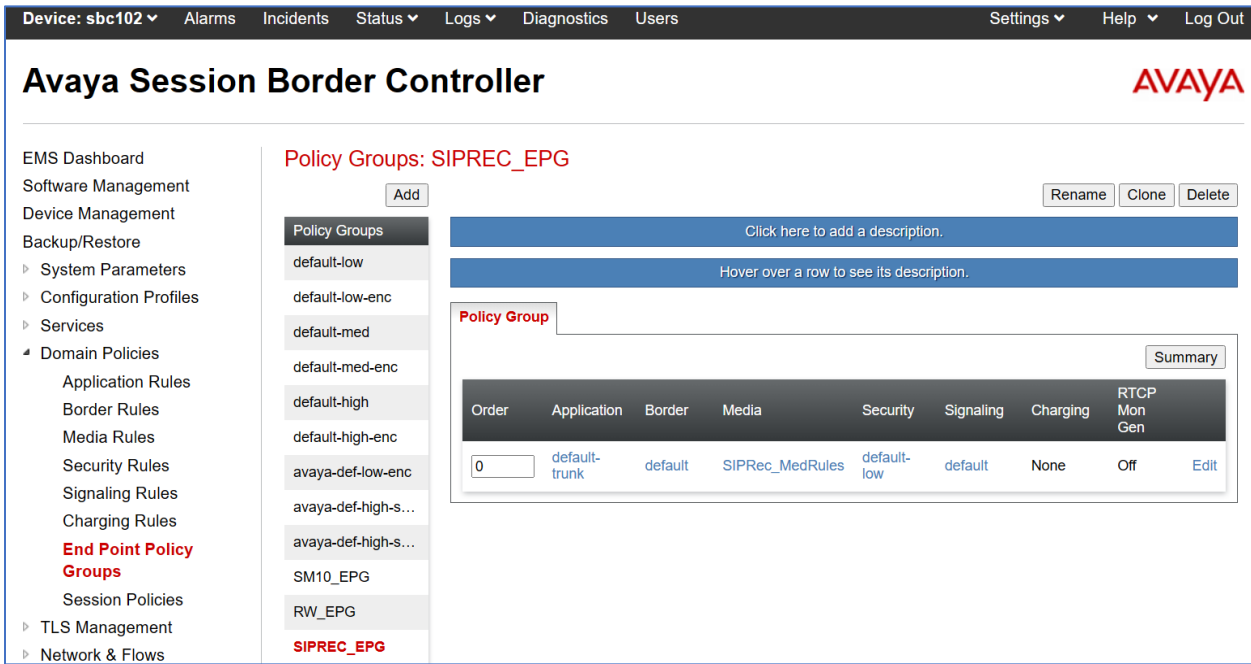 Device: sbc102 Alarms Incidents Status Logs Diagnostics Users Settings Help Log Out
Avaya Session Border Controller
AVAYA
EMS Dashboard
Software Management
Device Management
Backup/Restore
System Parameters
Configuration Profiles
Services
Domain Policies
Application Rules
Border Rules
Media Rules
Security Rules
Signaling Rules
Charging Rules
End Point Policy
Groups
Session Policies
TLS Management
Network & Flows
Policy Groups: SIPREC_EPG
Add
Rename Clone Delete
Policy Groups
default-low
default-low-enc
default-med
default-med-enc
default-high
default-high-enc
avaya-def-low-enc
avaya-def-high-s...
avaya-def-high-s...
SM10_EPG
RW_EPG
SIPREC_EPG
Click here to add a description.
Hover over a row to see its description.
Policy Group
Summary
Order Application Border Media Security Signaling Charging RTCP
Mon
Gen
0 default-
trunk default SIPRec_MedRules default-
low default None Off Edit